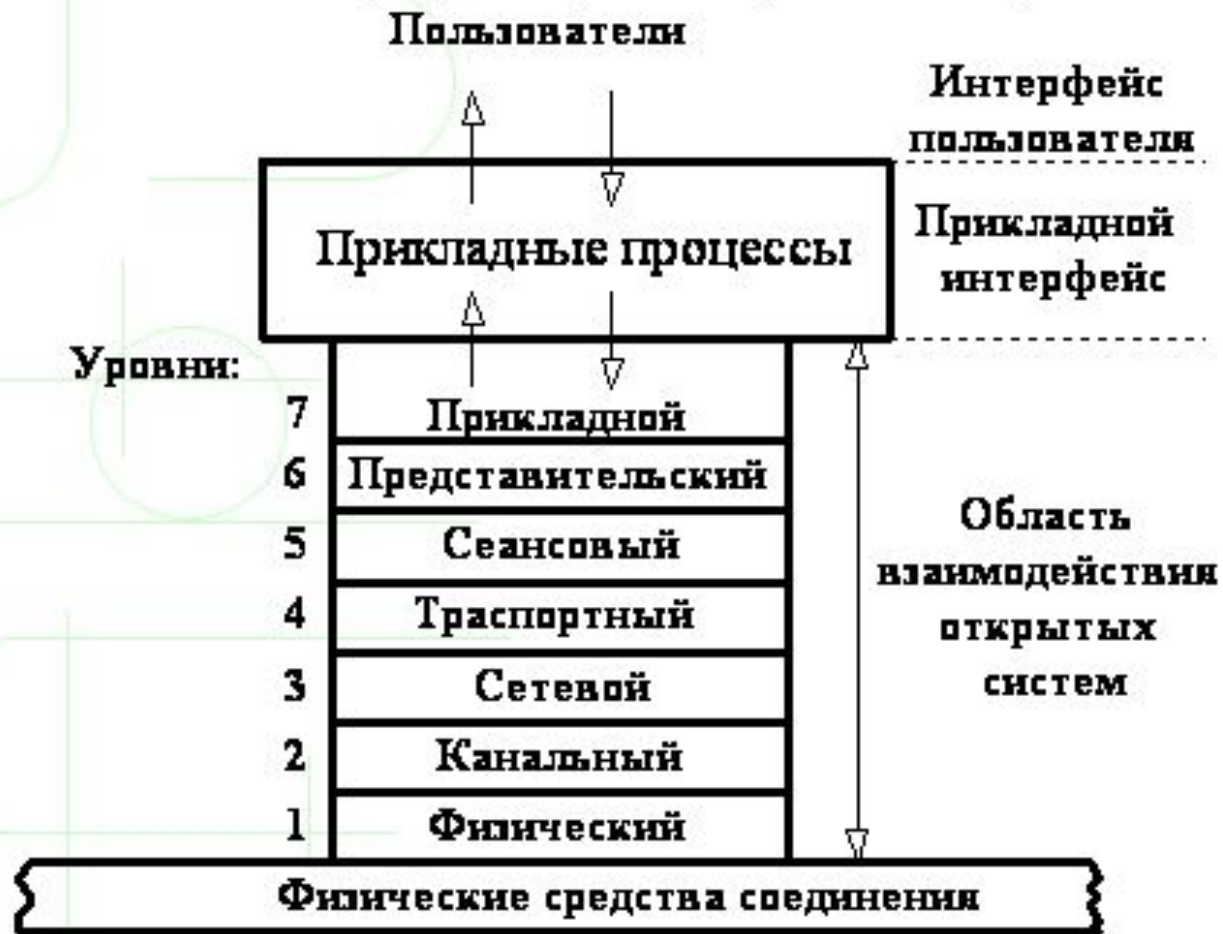 Пользователи
Интерфейс
пользователя
Прикладные процессы
Прикладной
интерфейс
Уровни:
7 Прикладной
6 Представительский
5 Сеансовый
4 Траспортный
3 Сетевой
2 Канальный
1 Физический
Область
взаимодействия
открытых
систем
Физические средства соединения